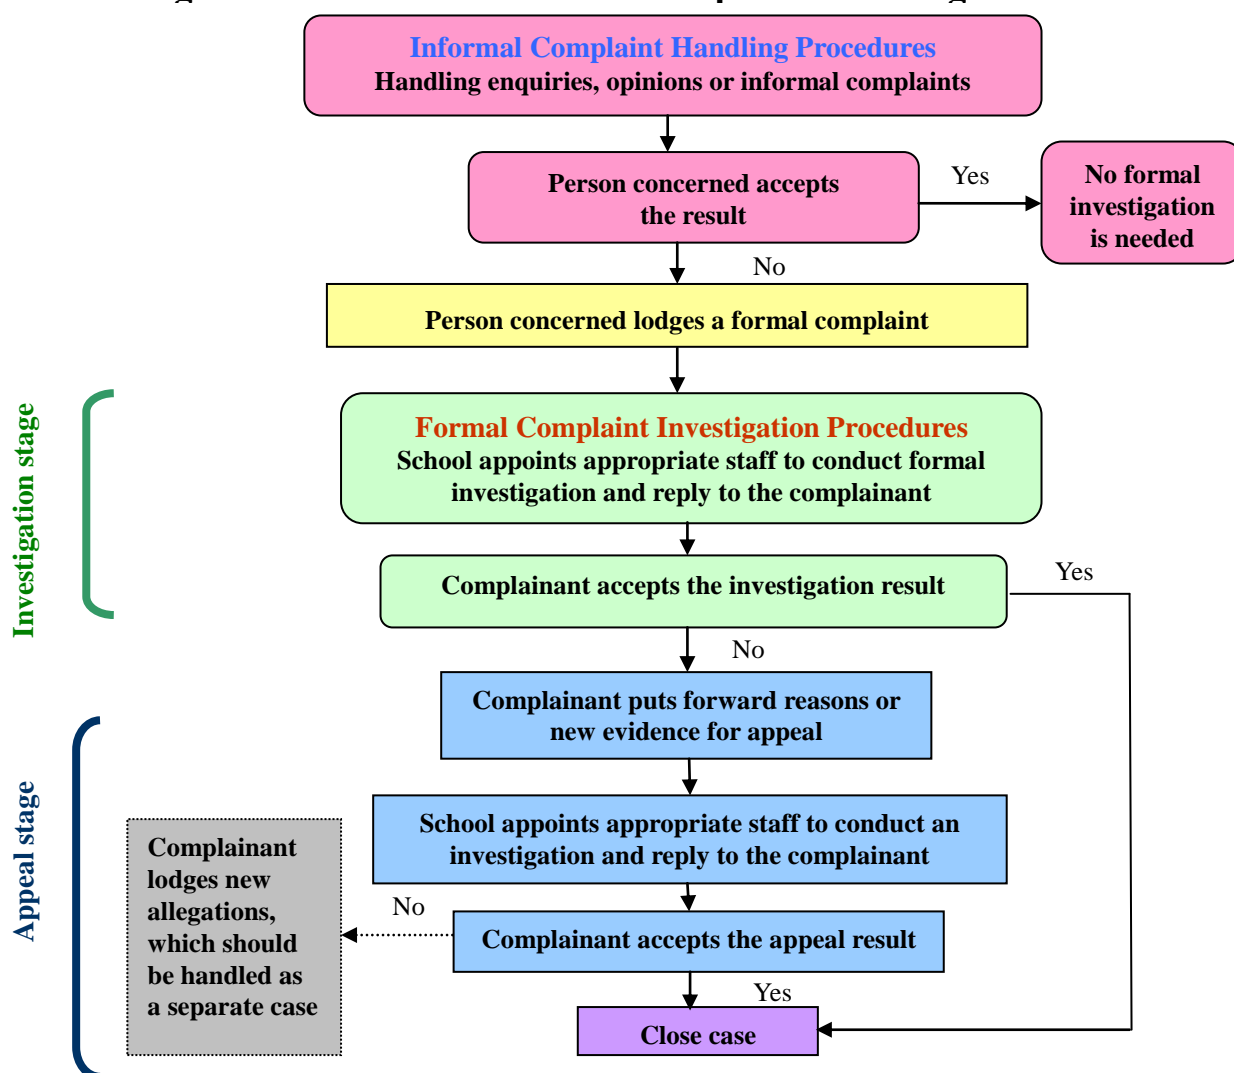 Informal Complaint Handling Procedures
Handling enquiries, opinions or informal complaints
Person concerned accepts
the result
Yes
No formal
investigation
is needed
No
Person concerned lodges a formal complaint
Investigation stage
Formal Complaint Investigation Procedures
School appoints appropriate staff to conduct formal
investigation and reply to the complainant
Complainant accepts the investigation result
Yes
No
Complainant puts forward reasons or
new evidence for appeal
Appeal stage
School appoints appropriate staff to conduct an
investigation and reply to the complainant
Complainant
lodges new
allegations,
which should
be handled as
a separate case
No
Complainant accepts the appeal result
Yes
Close case